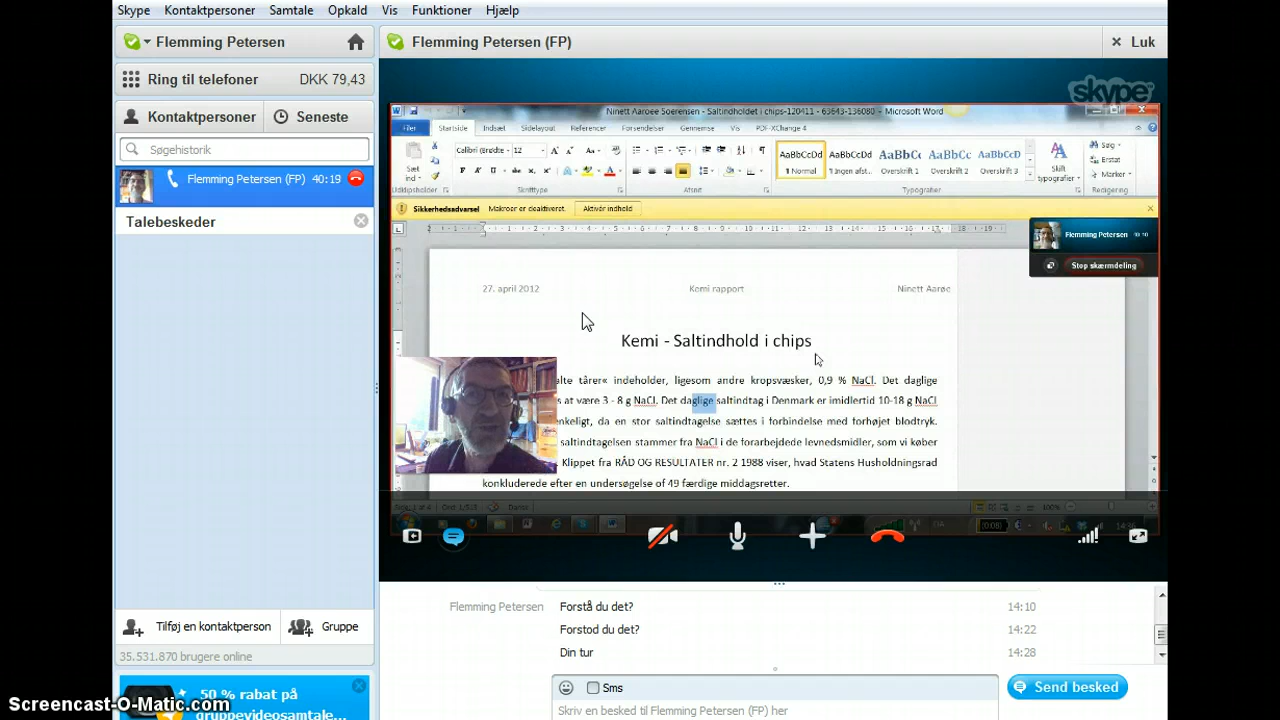 Skype Kontaktpersoner Samtale Opkald Vis Funktioner Hjælp
Flemming Petersen
Ring til telefoner DKK 79,43
Kontaktpersoner Seneste
Søgehistorik
Flemming Petersen (FP) 40:19
Talebeskeder
Tilføj en kontaktperson Gruppe
35.531.870 brugere online
50 % rabat på
gruppevideosamtale...
Flemming Petersen (FP) Luk
skype
Ninett Aaroee Soerensen - Saltindholdet i chips-120411 - 63643-136080 - Microsoft Word
Filer Startside Indsæt Sidelayout Referencer Forsendelser Gennemse Vis PDF-XChange 4
Sæt
ind
Calibri (Brødte 12
AaBbCcDd AaBbCcDd AaBbCc AaBbCc AaBbCcD
Normal Ingen afst... Overskrift 1 Overskrift 2 Overskrift 3
Skift
typografier
Søg
Erstat
Marker
Udklipsholder Skrifttype Afsnit Typografier Redigering
Sikkerhedsadvarsel Makroer er deaktiveret. Aktivér indhold
Flemming Petersen
Stop skærmdeling
27. april 2012 Kemi rapport Ninett Aarøe
Kemi - Saltindhold i chips
alte tårer« indeholder, ligesom andre kropsvæsker, 0,9 % NaCl. Det daglige
s at være 3 - 8 g NaCl. Det daglige saltindtag i Danmark er imidlertid 10-18 g NaCl
enkeligt, da en stor saltindtagelse sættes i forbindelse med forhøjet blodtryk.
saltindtagelsen stammer fra NaCl i de forarbejdede levnedsmidler, som vi køber
Klippet fra RÅD OG RESULTATER nr. 2 1988 viser, hvad Statens Husholdningsrad
konkluderede efter en undersøgelse of 49 færdige middagsretter.
Dansk
100%
Flemming Petersen Forstå du det? 14:10
Forstod du det? 14:22
Din tur 14:28
Sms
Send besked
Skriv en besked til Flemming Petersen (FP) her
Screencast-O-Matic.com